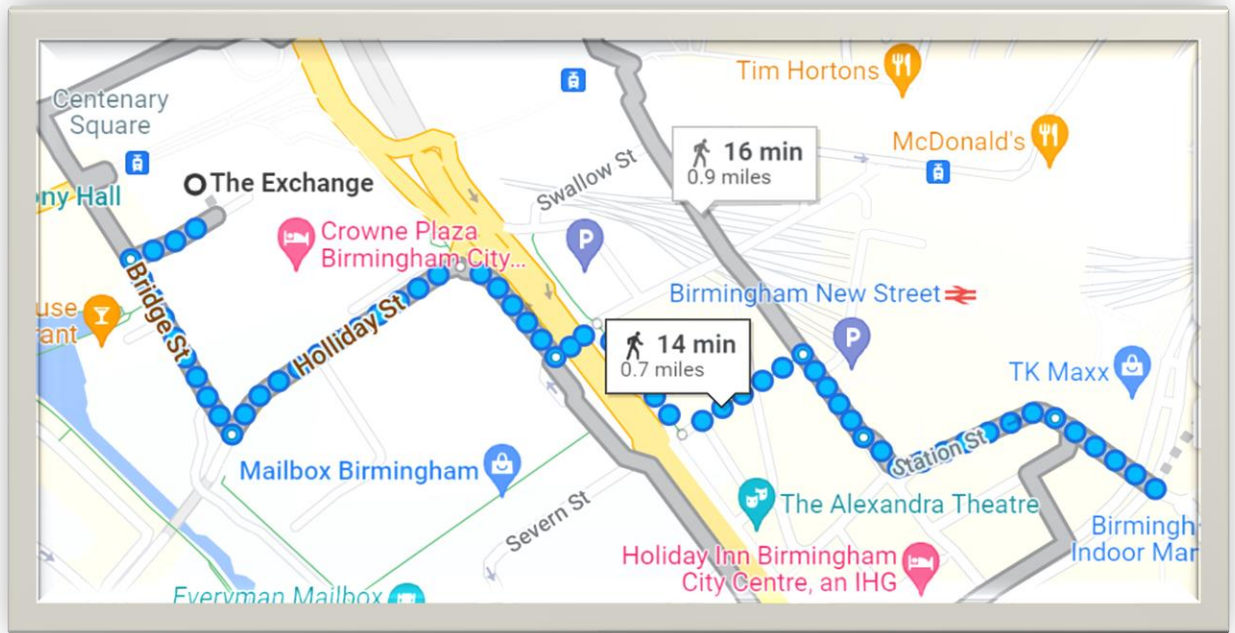 Tim Hortons
Centenary
Square
McDonald's
16 min
0.9 miles
Swallow St
The Exchange
ony Hall
Crowne Plaza
Birmingham City...
P
Bridge St
Birmingham New Street
use
rant
Holliday St
P
14 min
0.7 miles
TK Maxx
Station St
Mailbox Birmingham
The Alexandra Theatre
Severn St
Birmingh
Indoor Mar
Holiday Inn Birmingham
City Centre, an IHG
Everyman Mailbox